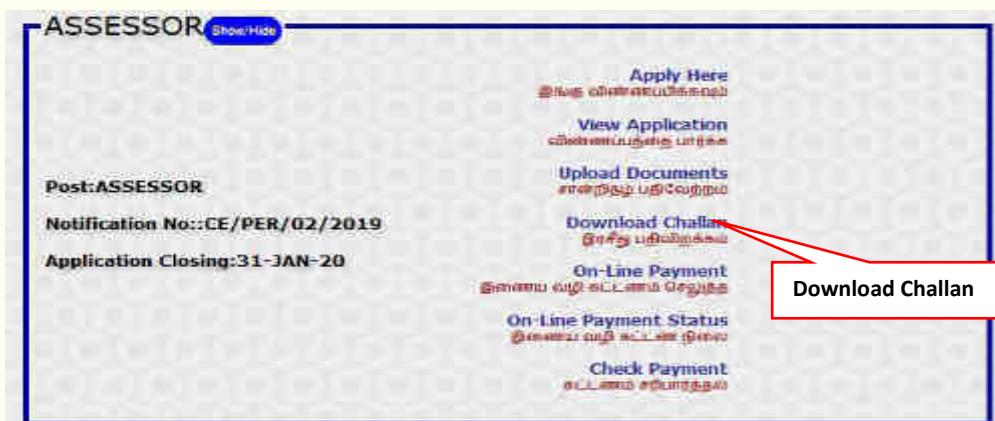 ASSESSOR Show/Hide
Apply Here
இங்கு விண்ணப்பிக்கவும்
View Application
விண்ணப்பத்தை பார்க்க
Upload Documents
சான்றிதழ் பதிவேற்றம்
Post:ASSESSOR
Notification No::CE/PER/02/2019
Download Challan
இரசீது பதிவிறக்கம்
Application Closing:31-JAN-20
On-Line Payment
இணைய வழி கட்டணம் செலுத்த
Download Challan
On-Line Payment Status
இணைய வழி கட்டண நிலை
Check Payment
கட்டணம் சரிபார்த்தல்